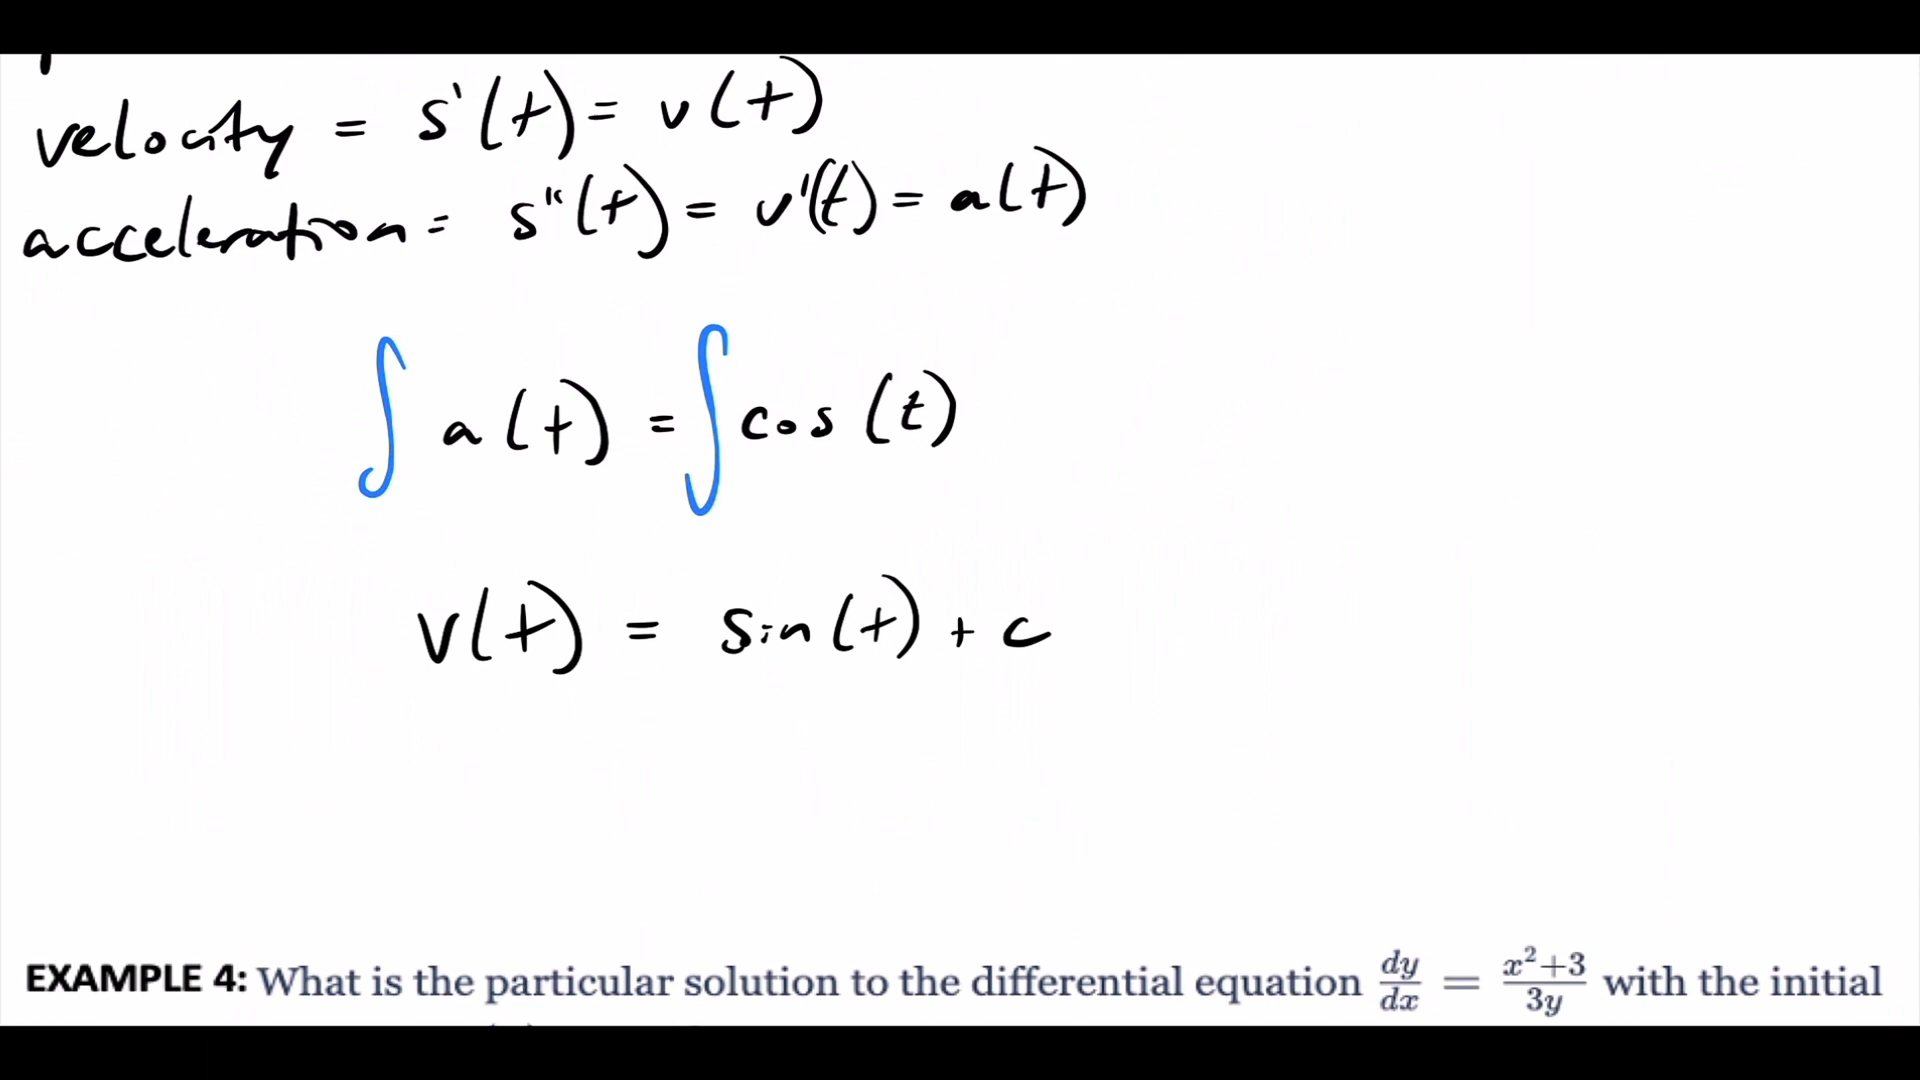 velocity = s'(t) = v(t)
acceleration = s''(t) = v'(t) = a(t)
∫ a(t) = ∫ cos(t)
v(t) = sin(t) + c
EXAMPLE 4: What is the particular solution to the differential equation dy/dx = x²+3/3y with the initial